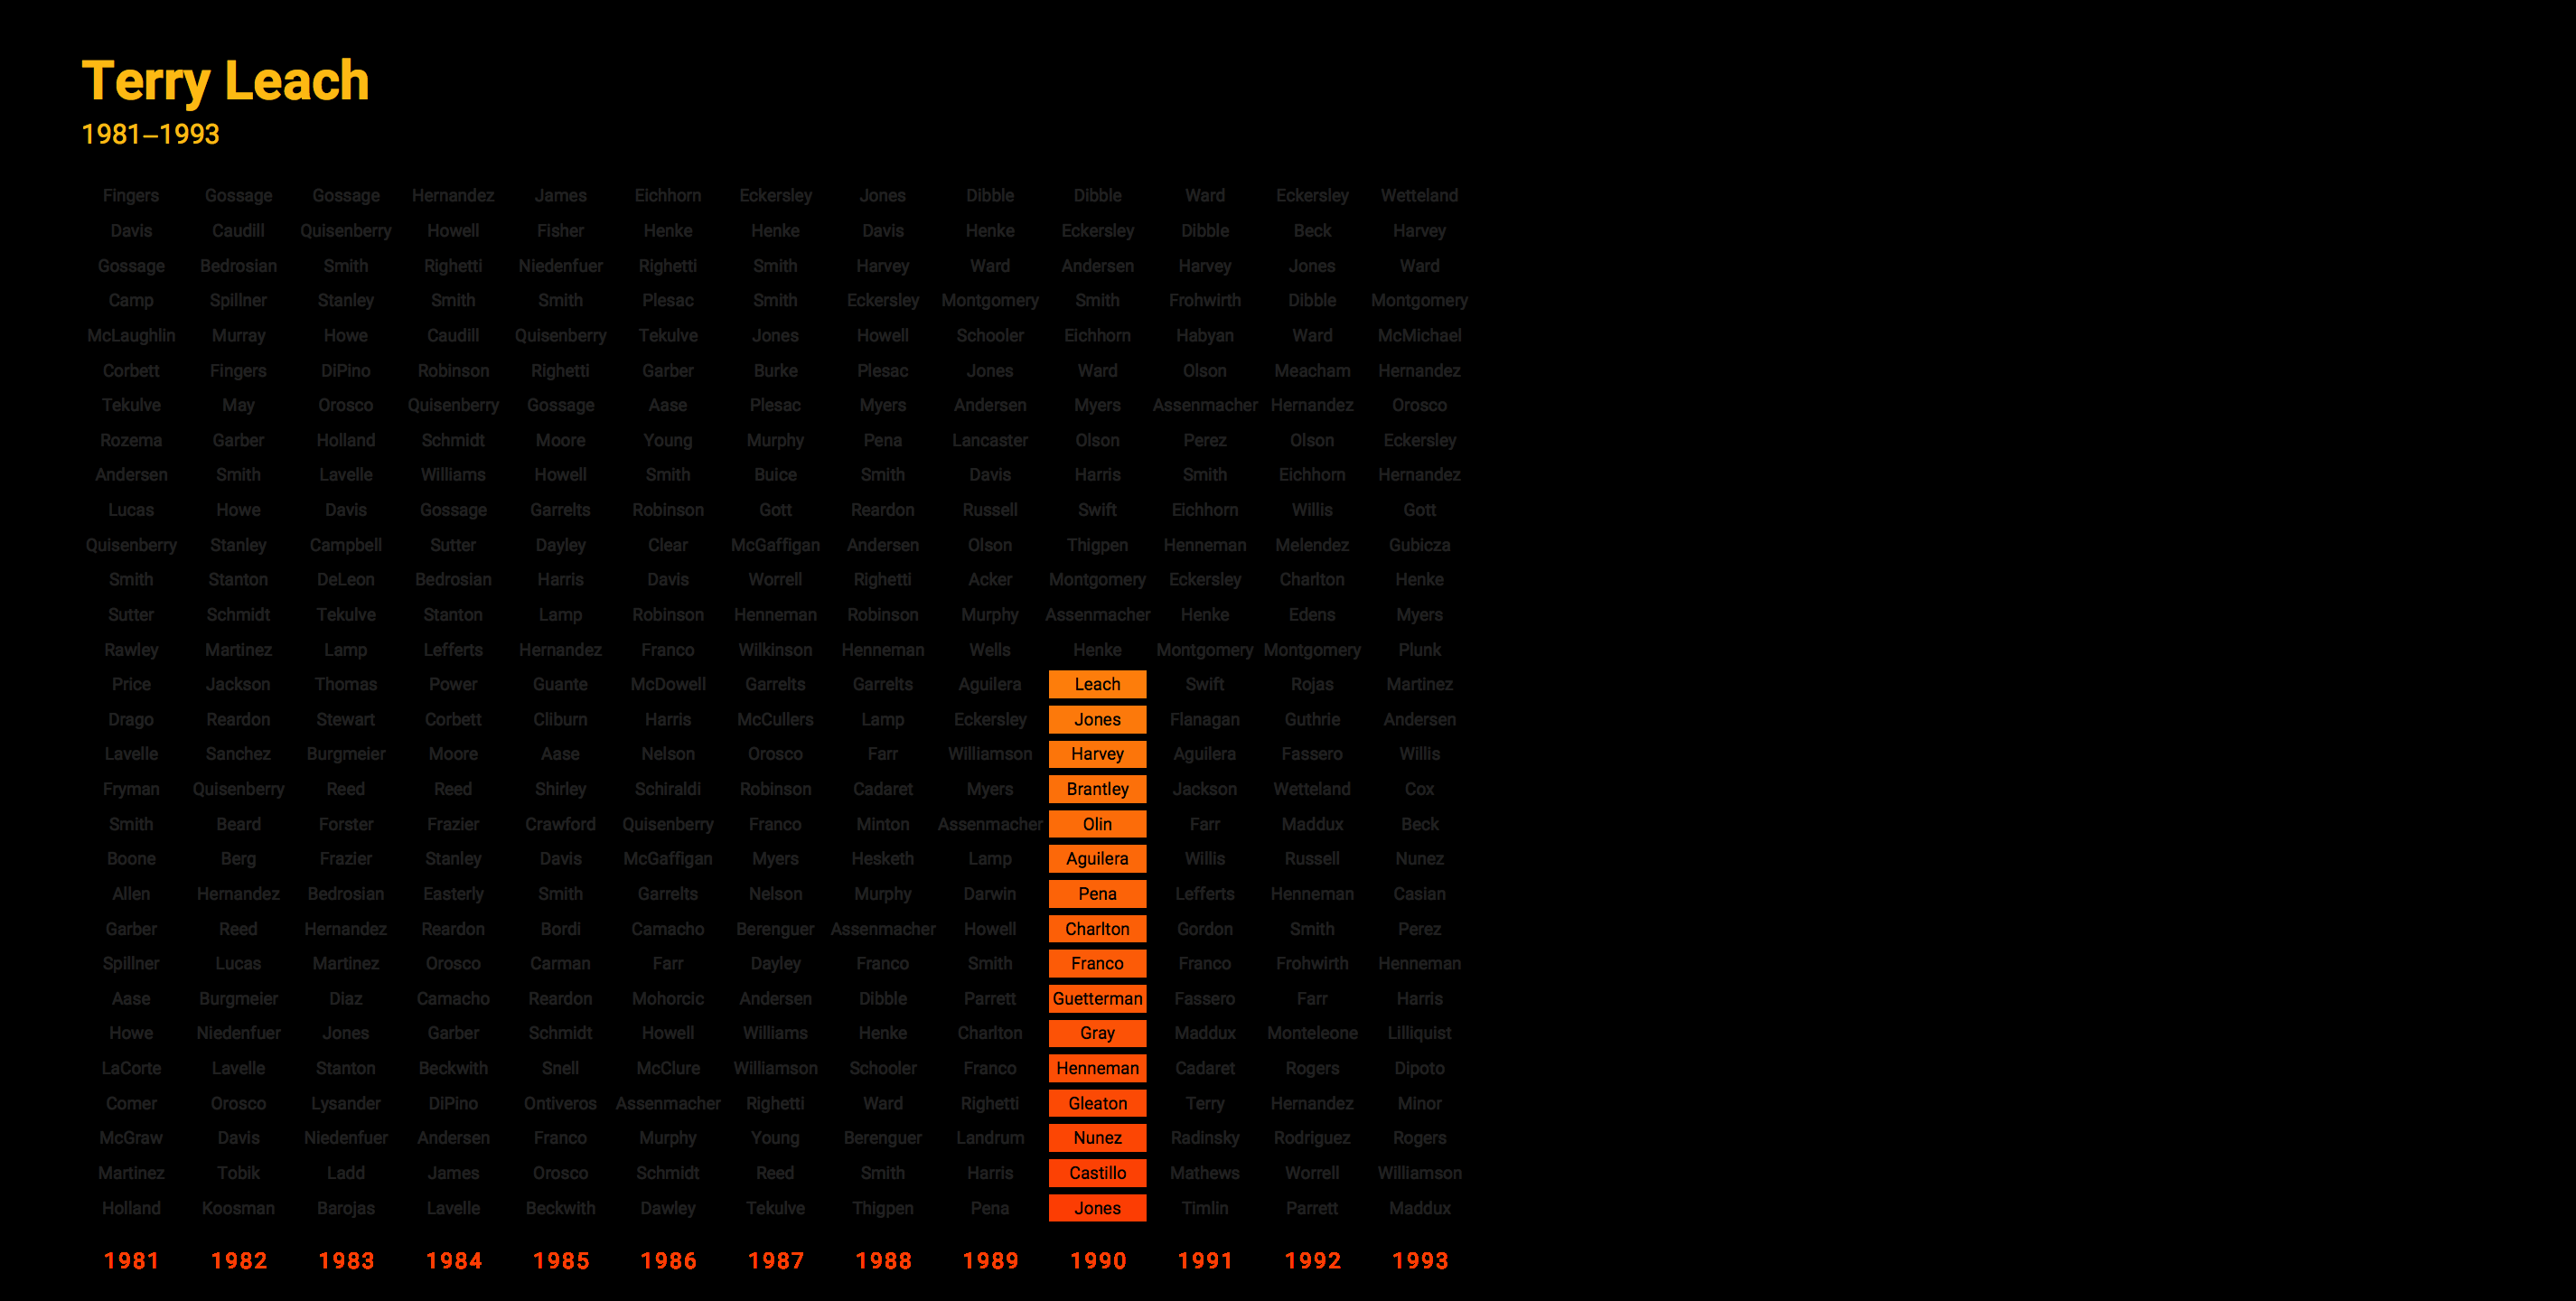 Terry Leach
1981–1993
Fingers Gossage Gossage Hernandez James Eichhorn Eckersley Jones Dibble Dibble Ward Eckersley Wetteland
Davis Caudill Quisenberry Howell Fisher Henke Henke Davis Henke Eckersley Dibble Beck Harvey
Gossage Bedrosian Smith Righetti Niedenfuer Righetti Smith Harvey Ward Andersen Harvey Jones Ward
Camp Spillner Stanley Smith Smith Plesac Smith Eckersley Montgomery Smith Frohwirth Dibble Montgomery
McLaughlin Murray Howe Caudill Quisenberry Tekulve Jones Howell Schooler Eichhorn Habyan Ward McMichael
Corbett Fingers DiPino Robinson Righetti Garber Burke Plesac Jones Ward Olson Meacham Hernandez
Tekulve May Orosco Quisenberry Gossage Aase Plesac Myers Andersen Myers Assenmacher Hernandez Orosco
Rozema Garber Holland Schmidt Moore Young Murphy Pena Lancaster Olson Perez Olson Eckersley
Andersen Smith Lavelle Williams Howell Smith Buice Smith Davis Harris Smith Eichhorn Hernandez
Lucas Howe Davis Gossage Garrelts Robinson Gott Reardon Russell Swift Eichhorn Willis Gott
Quisenberry Stanley Campbell Sutter Dayley Clear McGaffigan Andersen Olson Thigpen Henneman Melendez Gubicza
Smith Stanton DeLeon Bedrosian Harris Davis Worrell Righetti Acker Montgomery Eckersley Charlton Henke
Sutter Schmidt Tekulve Stanton Lamp Robinson Henneman Robinson Murphy Assenmacher Henke Edens Myers
Rawley Martinez Lamp Lefferts Hernandez Franco Wilkinson Henneman Wells Henke Montgomery Montgomery Plunk
Price Jackson Thomas Power Guante McDowell Garrelts Garrelts Aguilera Leach Swift Rojas Martinez
Drago Reardon Stewart Corbett Cliburn Harris McCullers Lamp Eckersley Jones Flanagan Guthrie Andersen
Lavelle Sanchez Burgmeier Moore Aase Nelson Orosco Farr Williamson Harvey Aguilera Fassero Willis
Fryman Quisenberry Reed Reed Shirley Schiraldi Robinson Cadaret Myers Brantley Jackson Wetteland Cox
Smith Beard Forster Frazier Crawford Quisenberry Franco Minton Assenmacher Olin Farr Maddux Beck
Boone Berg Frazier Stanley Davis McGaffigan Myers Hesketh Lamp Aguilera Willis Russell Nunez
Allen Hernandez Bedrosian Easterly Smith Garrelts Nelson Murphy Darwin Pena Lefferts Henneman Casian
Garber Reed Hernandez Reardon Bordi Camacho Berenguer Assenmacher Howell Charlton Gordon Smith Perez
Spillner Lucas Martinez Orosco Carman Farr Dayley Franco Smith Franco Franco Frohwirth Henneman
Aase Burgmeier Diaz Camacho Reardon Mohorcic Andersen Dibble Parrett Guetterman Fassero Farr Harris
Howe Niedenfuer Jones Garber Schmidt Howell Williams Henke Charlton Gray Maddux Monteleone Lilliquist
LaCorte Lavelle Stanton Beckwith Snell McClure Williamson Schooler Franco Henneman Cadaret Rogers Dipoto
Comer Orosco Lysander DiPino Ontiveros Assenmacher Righetti Ward Righetti Gleaton Terry Hernandez Minor
McGraw Davis Niedenfuer Andersen Franco Murphy Young Berenguer Landrum Nunez Radinsky Rodriguez Rogers
Martinez Tobik Ladd James Orosco Schmidt Reed Smith Harris Castillo Mathews Worrell Williamson
Holland Koosman Barojas Lavelle Beckwith Dawley Tekulve Thigpen Pena Jones Timlin Parrett Maddux
1981 1982 1983 1984 1985 1986 1987 1988 1989 1990 1991 1992 1993